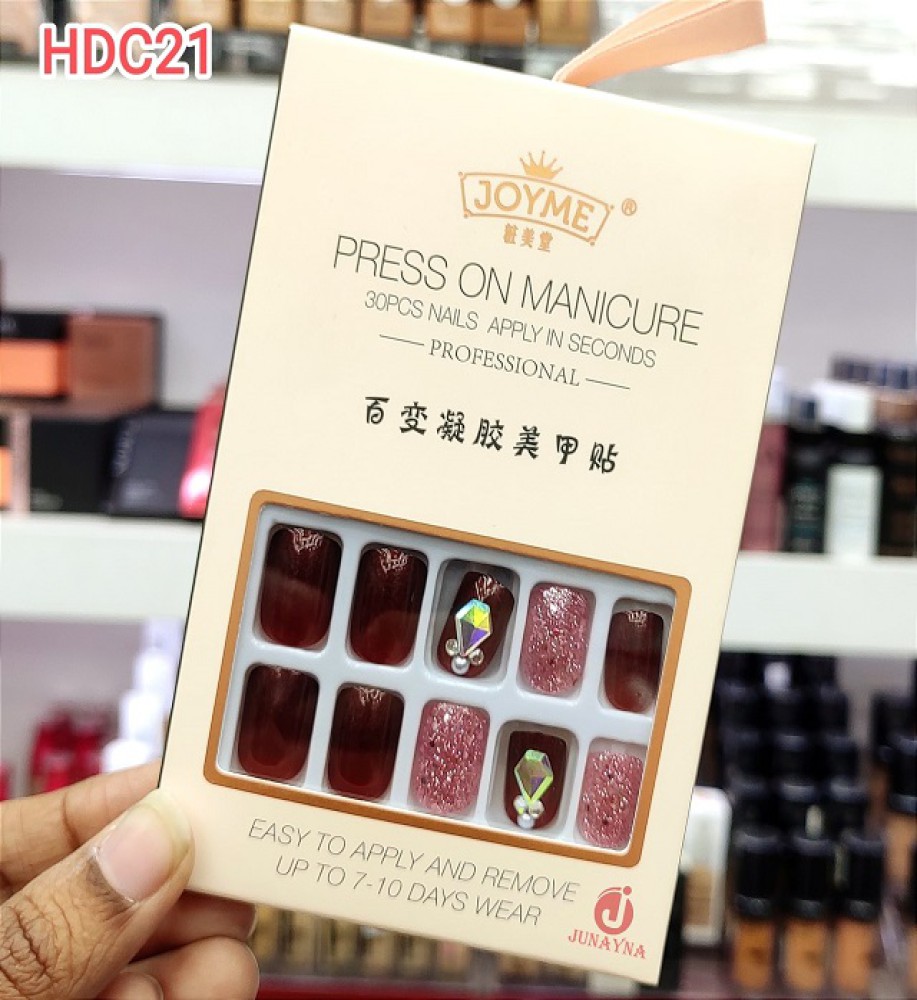 HDC21
JOYME ®
粧美堂
PRESS ON MANICURE
30PCS NAILS APPLY IN SECONDS
PROFESSIONAL
百变凝胶美甲贴
EASY TO APPLY AND REMOVE
UP TO 7-10 DAYS WEAR
J
JUNAYNA